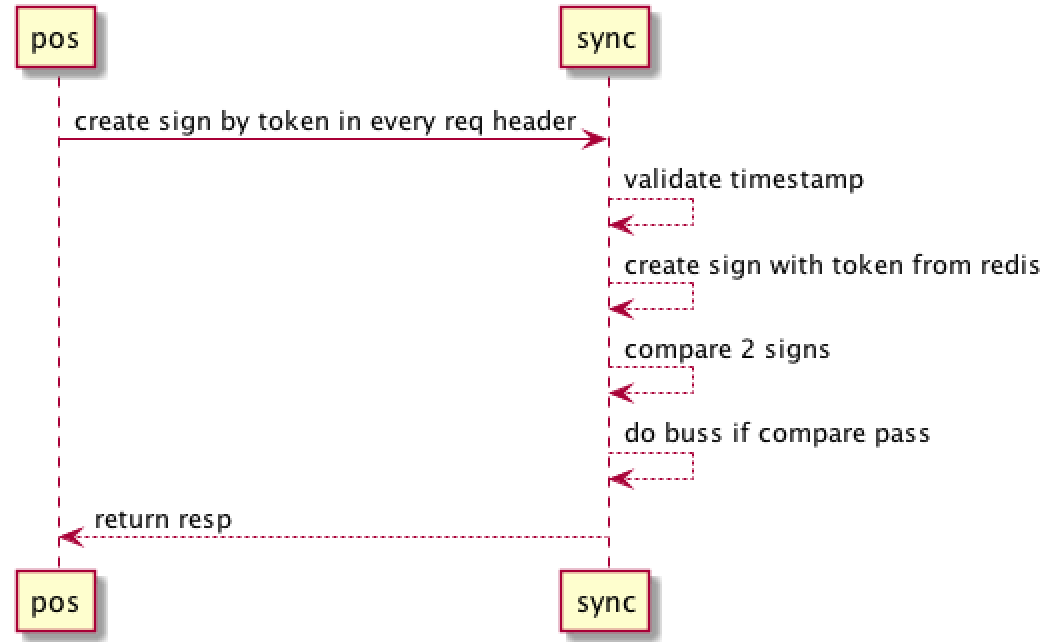 pos
sync
create sign by token in every req header
validate timestamp
create sign with token from redis
compare 2 signs
do buss if compare pass
return resp
pos
sync